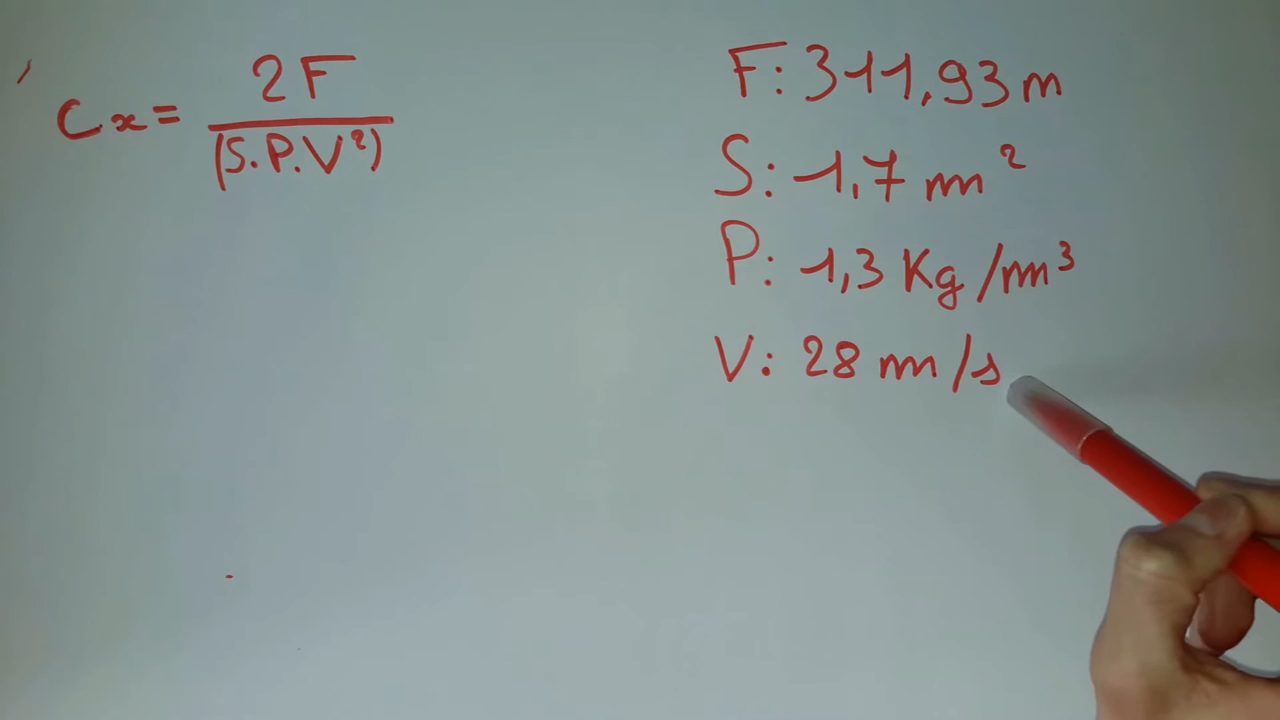 Cx = 2F / (S.P.V²)
F: 311,93 m
S: 1,7 m²
P: 1,3 Kg/m³
V: 28 m/s